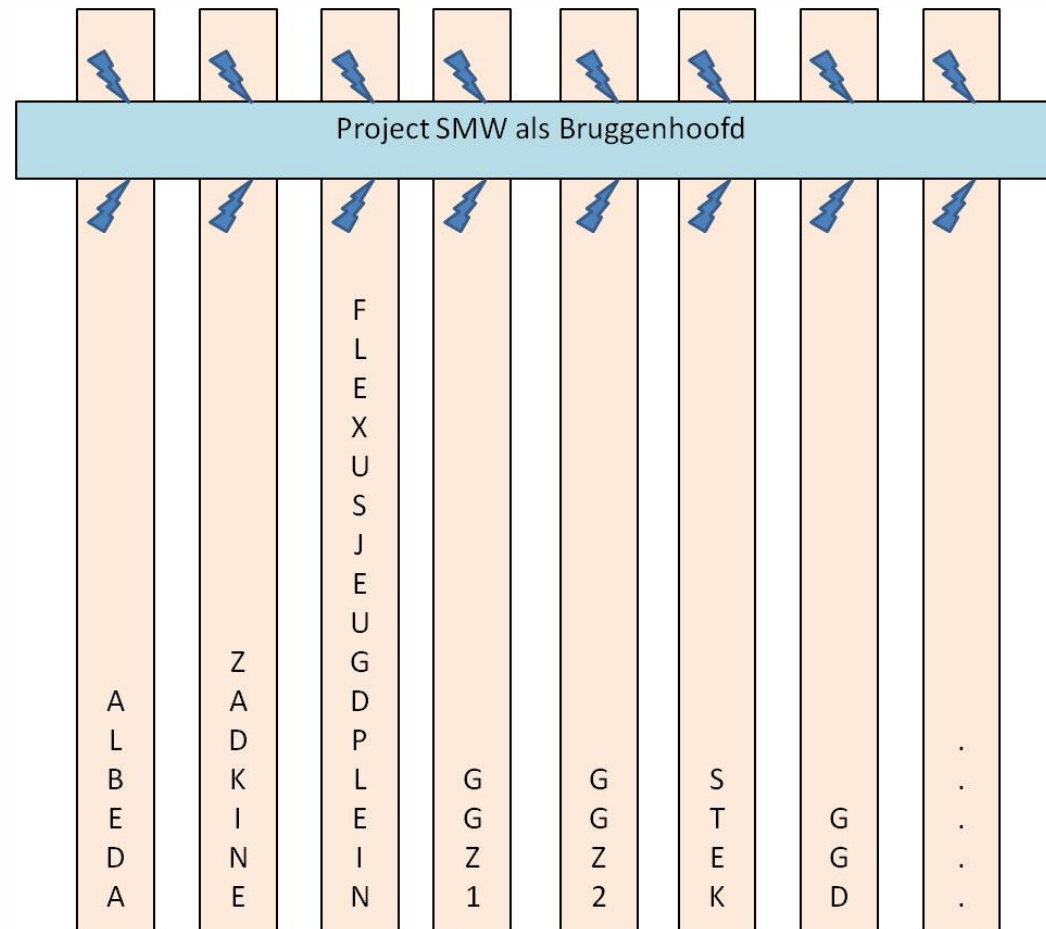 Project SMW als Bruggenhoofd
ALBEDA
ZADKINE
FLEXUSJEUGDPLEIN
GGZ1
GGZ2
STEK
GGD
.....